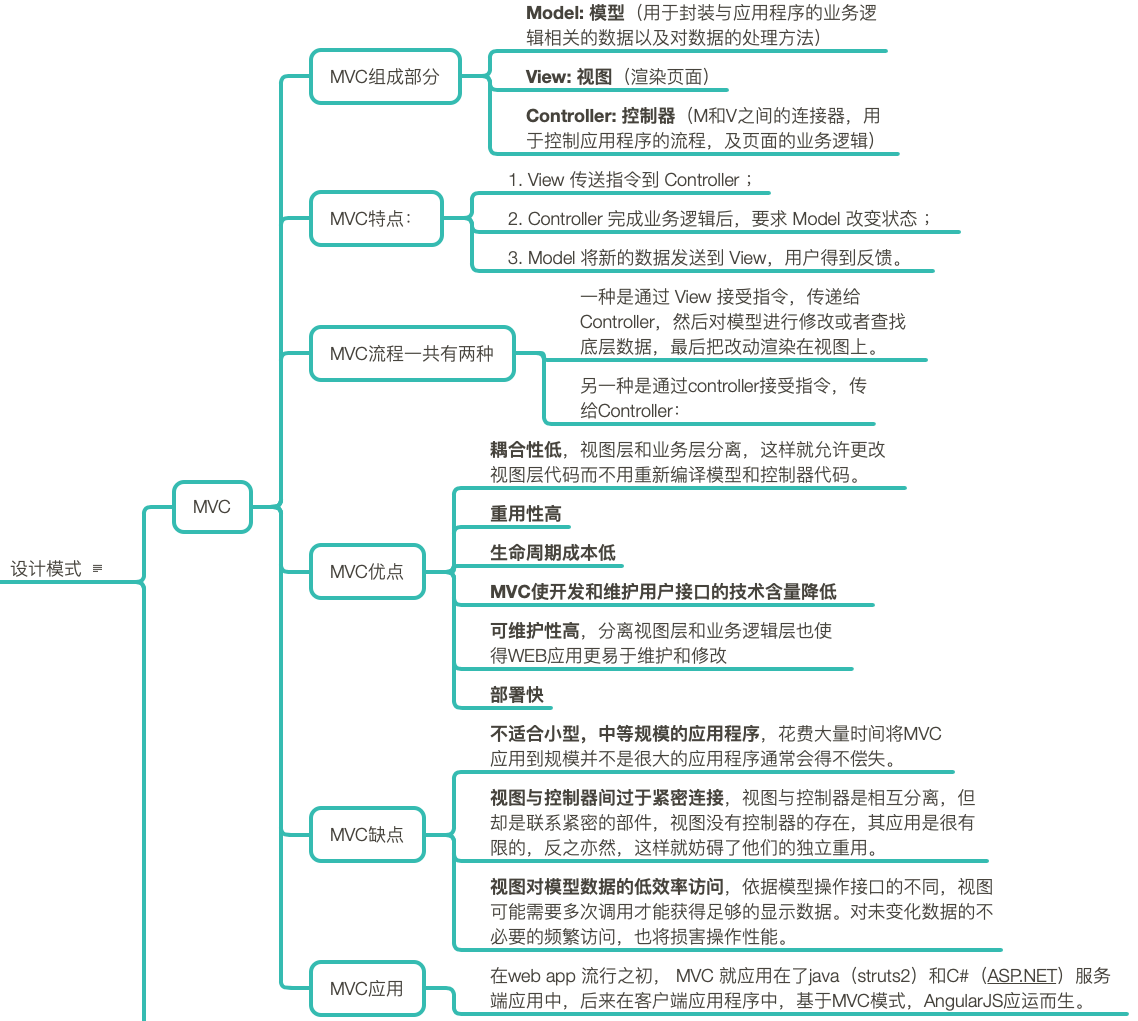 设计模式
MVC
MVC组成部分
Model: 模型（用于封装与应用程序的业务逻
辑相关的数据以及对数据的处理方法）
View: 视图（渲染页面）
Controller: 控制器（M和V之间的连接器，用
于控制应用程序的流程，及页面的业务逻辑）
MVC特点：
1. View 传送指令到 Controller ；
2. Controller 完成业务逻辑后，要求 Model 改变状态 ；
3. Model 将新的数据发送到 View，用户得到反馈。
MVC流程一共有两种
一种是通过 View 接受指令，传递给
Controller，然后对模型进行修改或者查找
底层数据，最后把改动渲染在视图上。
另一种是通过controller接受指令，传
给Controller：
MVC优点
耦合性低，视图层和业务层分离，这样就允许更改
视图层代码而不用重新编译模型和控制器代码。
重用性高
生命周期成本低
MVC使开发和维护用户接口的技术含量降低
可维护性高，分离视图层和业务逻辑层也使
得WEB应用更易于维护和修改
部署快
MVC缺点
不适合小型，中等规模的应用程序，花费大量时间将MVC
应用到规模并不是很大的应用程序通常会得不偿失。
视图与控制器间过于紧密连接，视图与控制器是相互分离，但
却是联系紧密的部件，视图没有控制器的存在，其应用是很有
限的，反之亦然，这样就妨碍了他们的独立重用。
视图对模型数据的低效率访问，依据模型操作接口的不同，视图
可能需要多次调用才能获得足够的显示数据。对未变化数据的不
必要的频繁访问，也将损害操作性能。
MVC应用
在web app 流行之初， MVC 就应用在了java（struts2）和C#（ASP.NET）服务
端应用中，后来在客户端应用程序中，基于MVC模式，AngularJS应运而生。